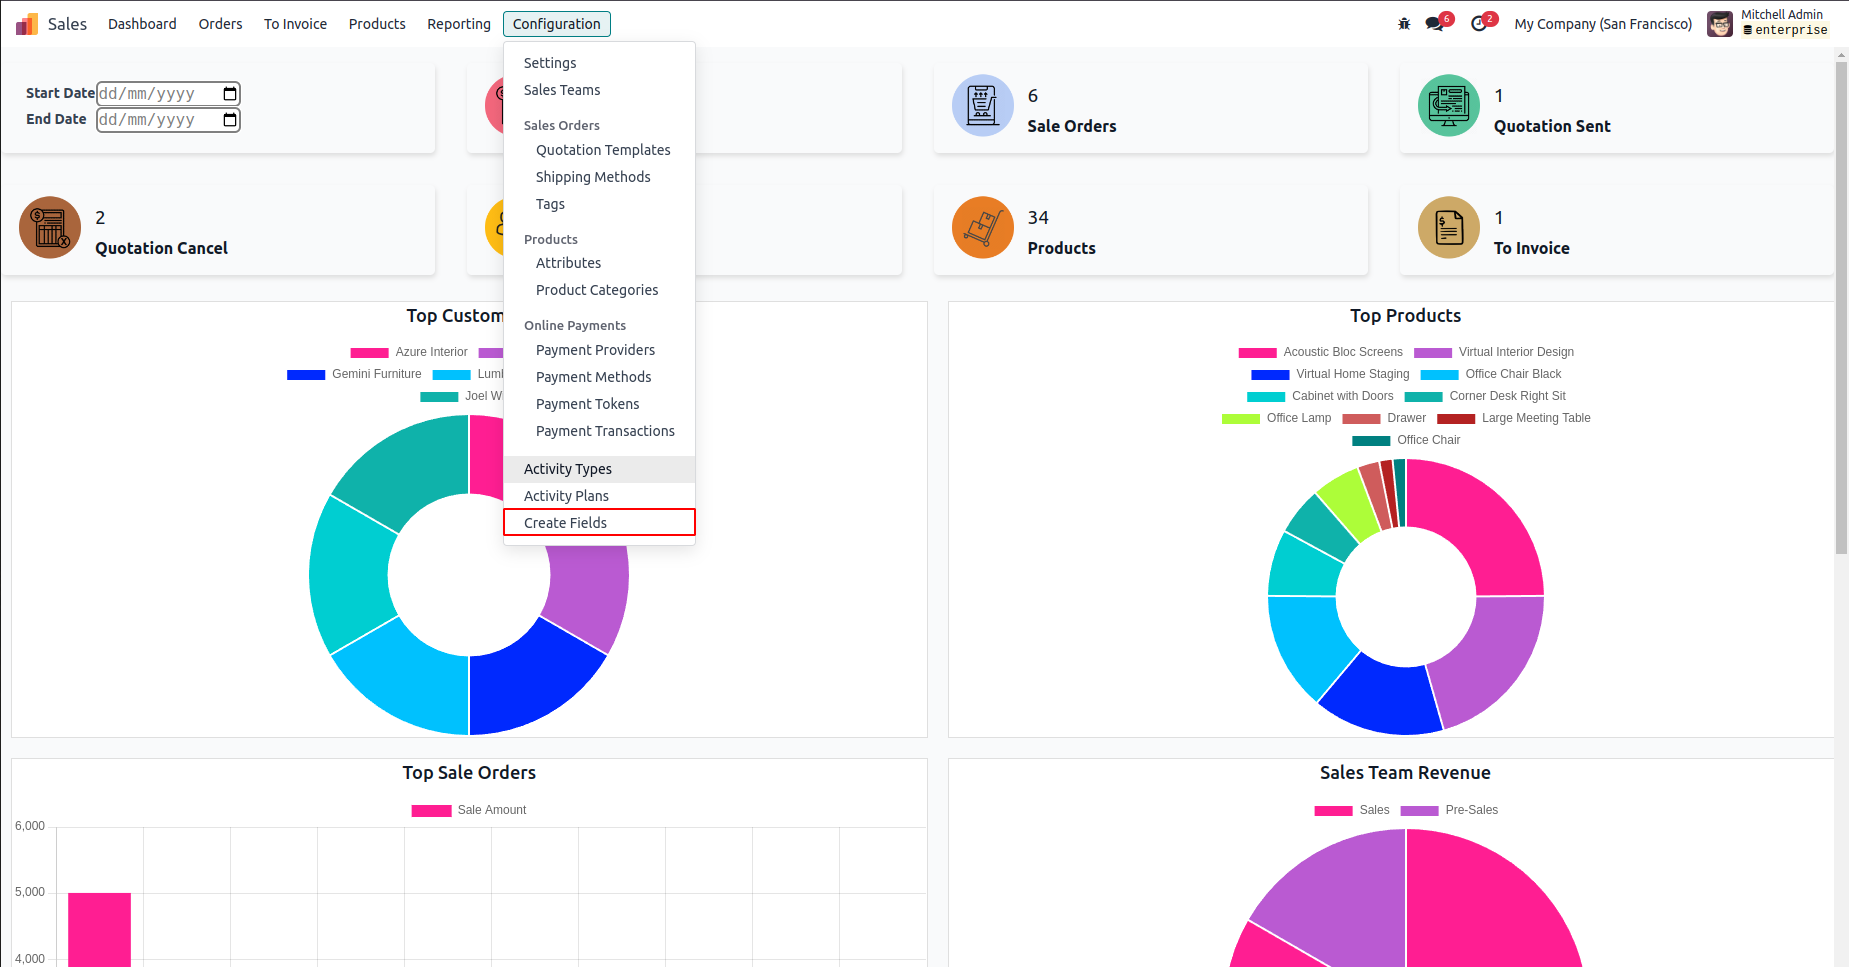 Sales Dashboard Orders To Invoice Products Reporting Configuration 6 2 My Company (San Francisco) Mitchell Admin
enterprise
Settings
Sales Teams
Sales Orders
Quotation Templates
Shipping Methods
Tags
Products
Attributes
Product Categories
Online Payments
Payment Providers
Payment Methods
Payment Tokens
Payment Transactions
Activity Types
Activity Plans
Create Fields
Start Date dd/mm/yyyy
End Date dd/mm/yyyy
6
Sale Orders
1
Quotation Sent
2
Quotation Cancel
34
Products
1
To Invoice
Top Custom
Azure Interior
Gemini Furniture Lumb
Joel Wi
Top Products
Acoustic Bloc Screens Virtual Interior Design
Virtual Home Staging Office Chair Black
Cabinet with Doors Corner Desk Right Sit
Office Lamp Drawer Large Meeting Table
Office Chair
Top Sale Orders
Sale Amount
6,000
5,000
4,000
Sales Team Revenue
Sales Pre-Sales